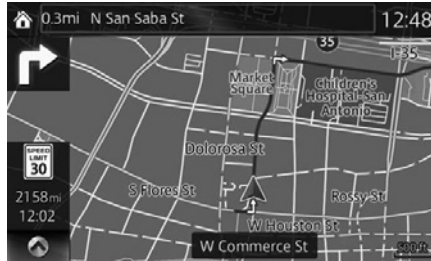 0.3mi N San Saba St
12:48
35
I-35
Market
Square
Children's
Hospital-San
Antonio
Dolorosa St
SPEED
LIMIT
30
2158mi
12:02
S Flores St
Rossy St
W Houston St
W Commerce St
500ft